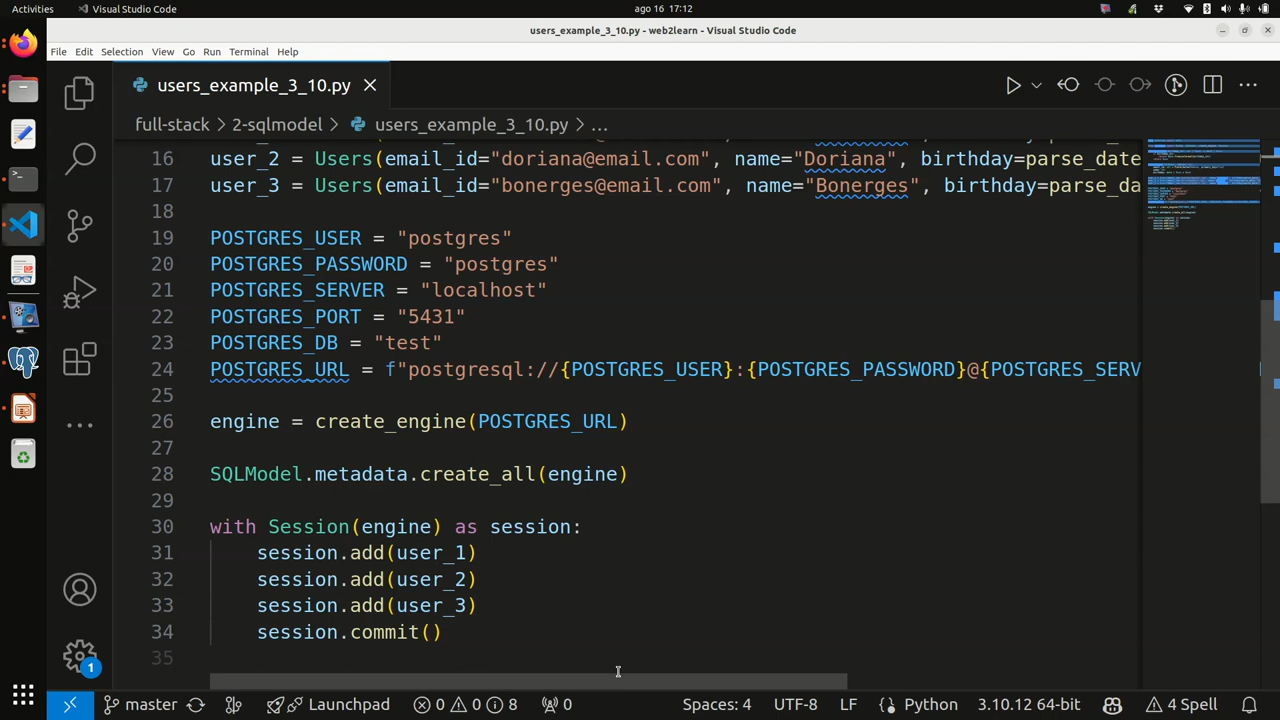 Activities
Visual Studio Code
ago 16 17:12
users_example_3_10.py - web2learn - Visual Studio Code
File Edit Selection View Go Run Terminal Help
users_example_3_10.py
full-stack > 2-sqlmodel > users_example_3_10.py > ...
16 user_2 = Users(email_id="doriana@email.com", name="Doriana", birthday=parse_date
17 user_3 = Users(email_id="bonerges@email.com", name="Bonerges", birthday=parse_da
18
19 POSTGRES_USER = "postgres"
20 POSTGRES_PASSWORD = "postgres"
21 POSTGRES_SERVER = "localhost"
22 POSTGRES_PORT = "5431"
23 POSTGRES_DB = "test"
24 POSTGRES_URL = f"postgresql://{POSTGRES_USER}:{POSTGRES_PASSWORD}@{POSTGRES_SERV
25
26 engine = create_engine(POSTGRES_URL)
27
28 SQLModel.metadata.create_all(engine)
29
30 with Session(engine) as session:
31 session.add(user_1)
32 session.add(user_2)
33 session.add(user_3)
34 session.commit()
35
1
master Launchpad 0 0 8 0 Spaces: 4 UTF-8 LF Python 3.10.12 64-bit 4 Spell